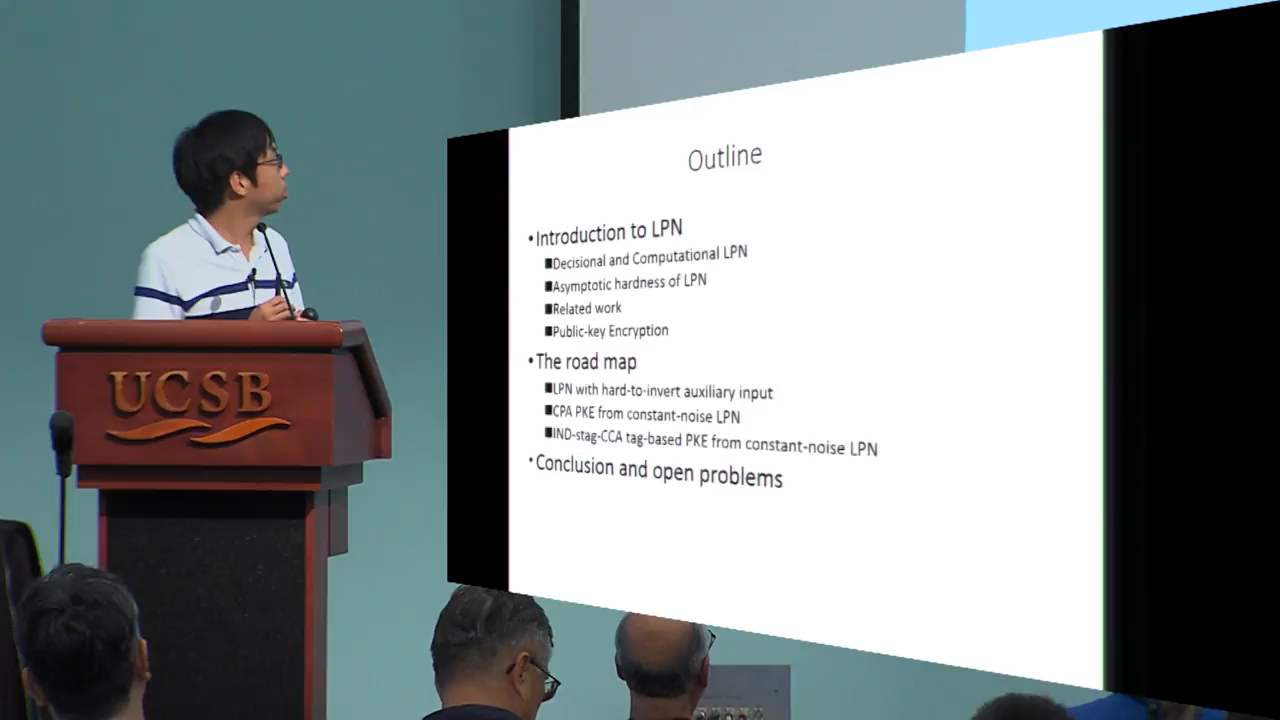 Outline
•Introduction to LPN
■Decisional and Computational LPN
■Asymptotic hardness of LPN
■Related work
■Public-key Encryption
•The road map
■LPN with hard-to-invert auxiliary input
■CPA PKE from constant-noise LPN
■IND-stag-CCA tag-based PKE from constant-noise LPN
•Conclusion and open problems
UCSB